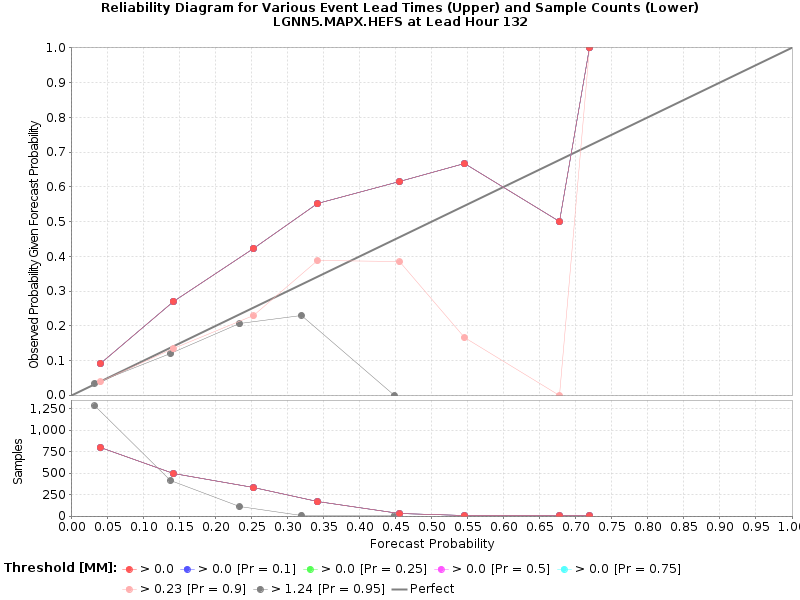 Reliability Diagram for Various Event Lead Times (Upper) and Sample Counts (Lower)
LGNN5.MAPX.HEFS at Lead Hour 132
Observed Probability Given Forecast Probability
1.0
0.9
0.8
0.7
0.6
0.5
0.4
0.3
0.2
0.1
0.0
Samples
1,250
1,000
750
500
250
0
0.00 0.05 0.10 0.15 0.20 0.25 0.30 0.35 0.40 0.45 0.50 0.55 0.60 0.65 0.70 0.75 0.80 0.85 0.90 0.95 1.0
Forecast Probability
Threshold [MM]: > 0.0 > 0.0 [Pr = 0.1] > 0.0 [Pr = 0.25] > 0.0 [Pr = 0.5] > 0.0 [Pr = 0.75]
> 0.23 [Pr = 0.9] > 1.24 [Pr = 0.95] Perfect